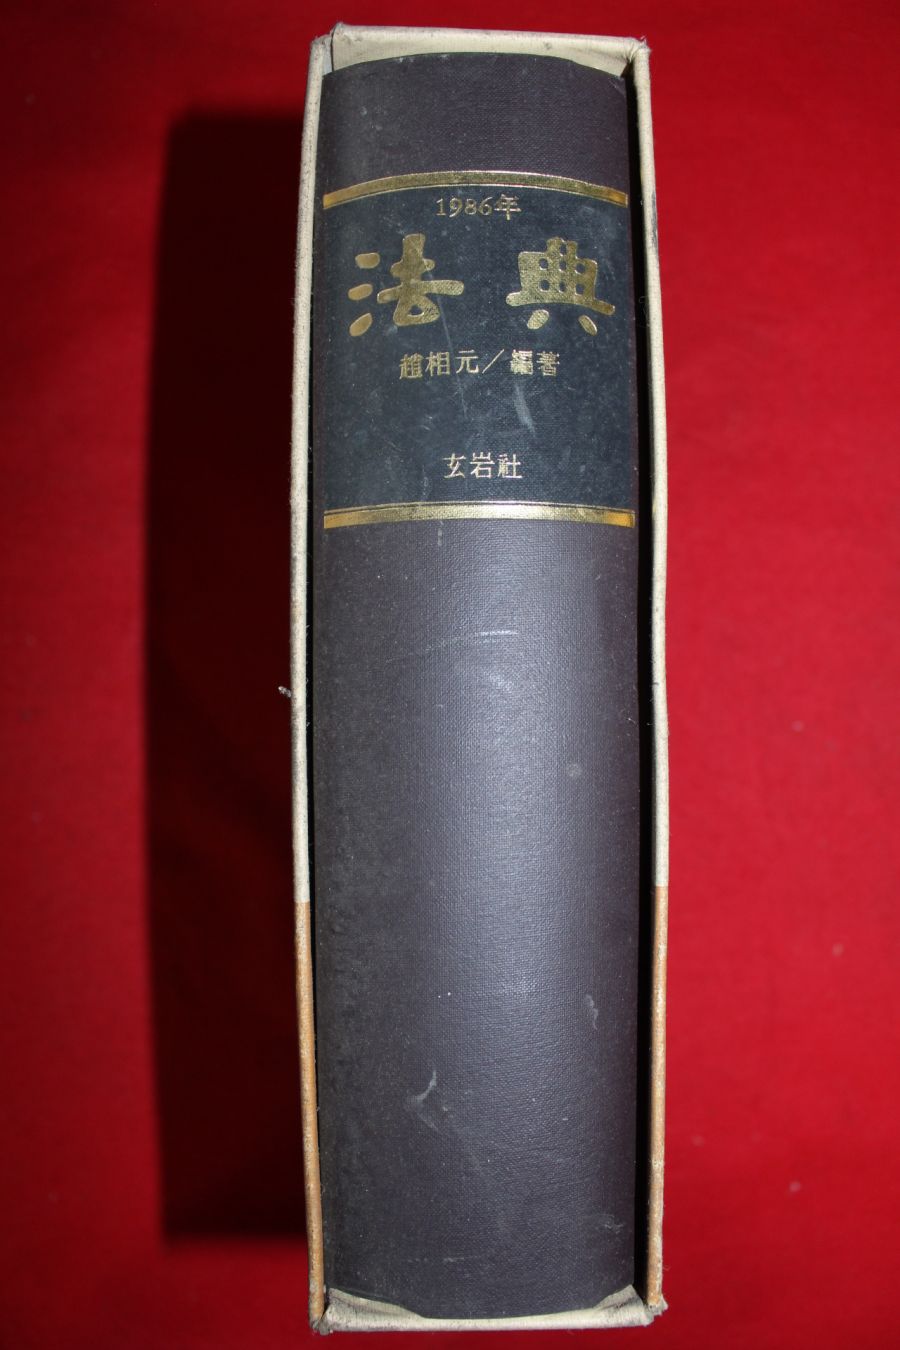 1986年
法典
趙相元/編著
玄岩社